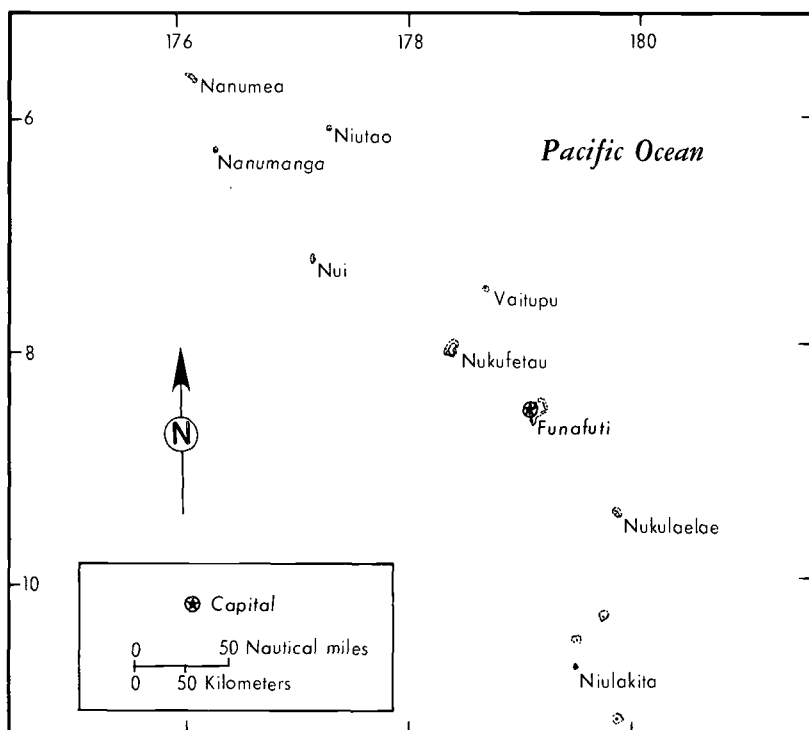 176 178 180
Nanumea
6
Niutao
Pacific Ocean
Nanumanga
Nui
Vaitupu
8
Nukufetau
N
Funafuti
Nukulaelae
10
Capital
0 50 Nautical miles
0 50 Kilometers
Niulakita